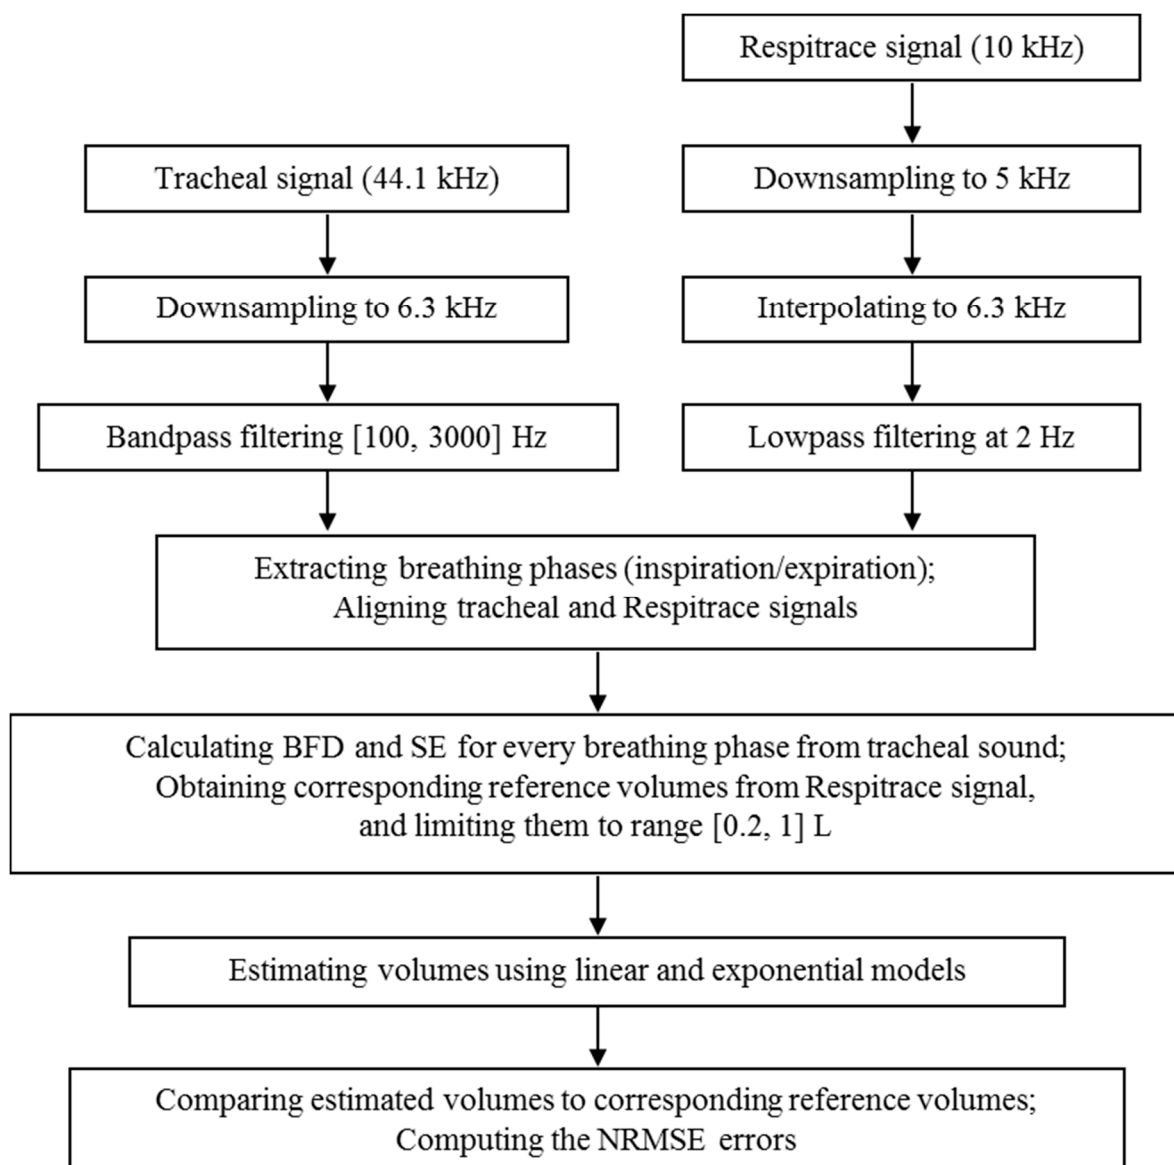 Respitrace signal (10 kHz)
Tracheal signal (44.1 kHz)
Downsampling to 5 kHz
Downsampling to 6.3 kHz
Interpolating to 6.3 kHz
Bandpass filtering [100, 3000] Hz
Lowpass filtering at 2 Hz
Extracting breathing phases (inspiration/expiration);
Aligning tracheal and Respitrace signals
Calculating BFD and SE for every breathing phase from tracheal sound;
Obtaining corresponding reference volumes from Respitrace signal,
and limiting them to range [0.2, 1] L
Estimating volumes using linear and exponential models
Comparing estimated volumes to corresponding reference volumes;
Computing the NRMSE errors